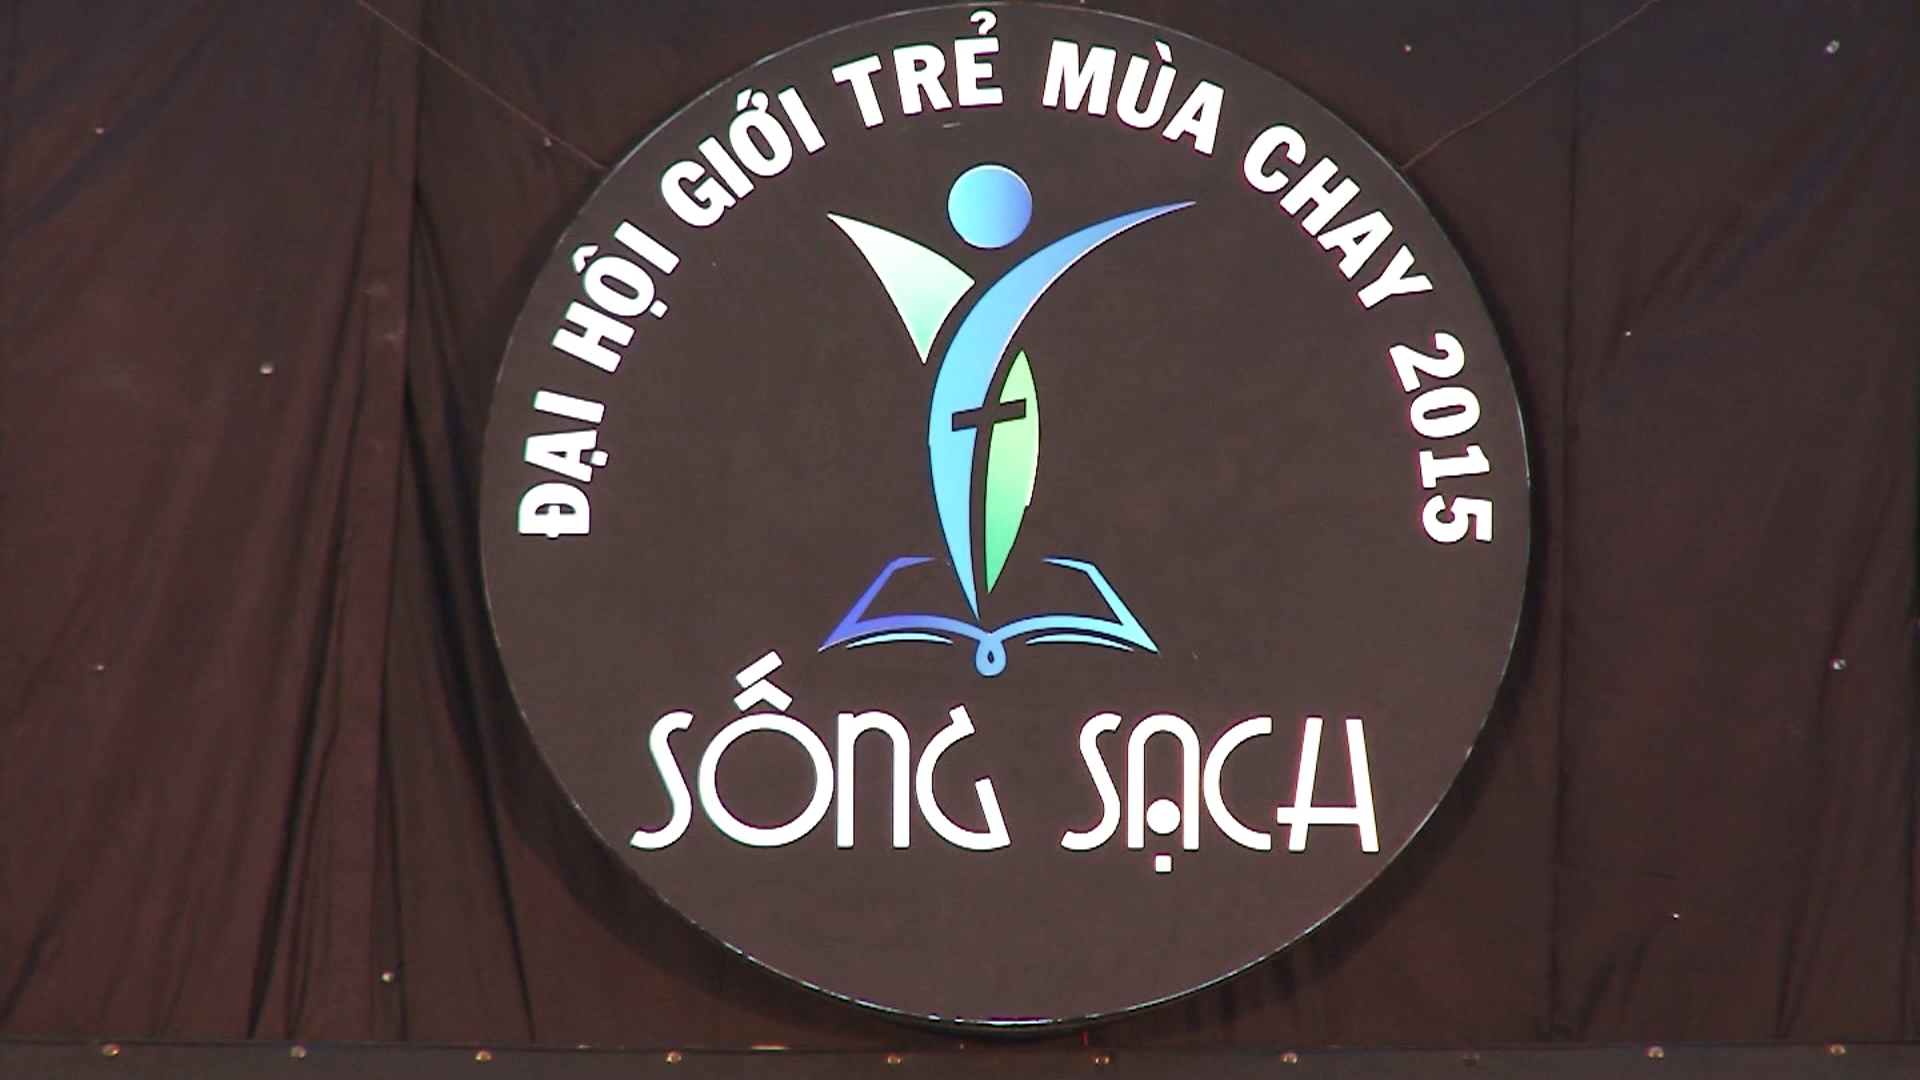 ĐẠI HỘI GIỚI TRẺ MÙA CHAY 2015
SỐNG SẠCH